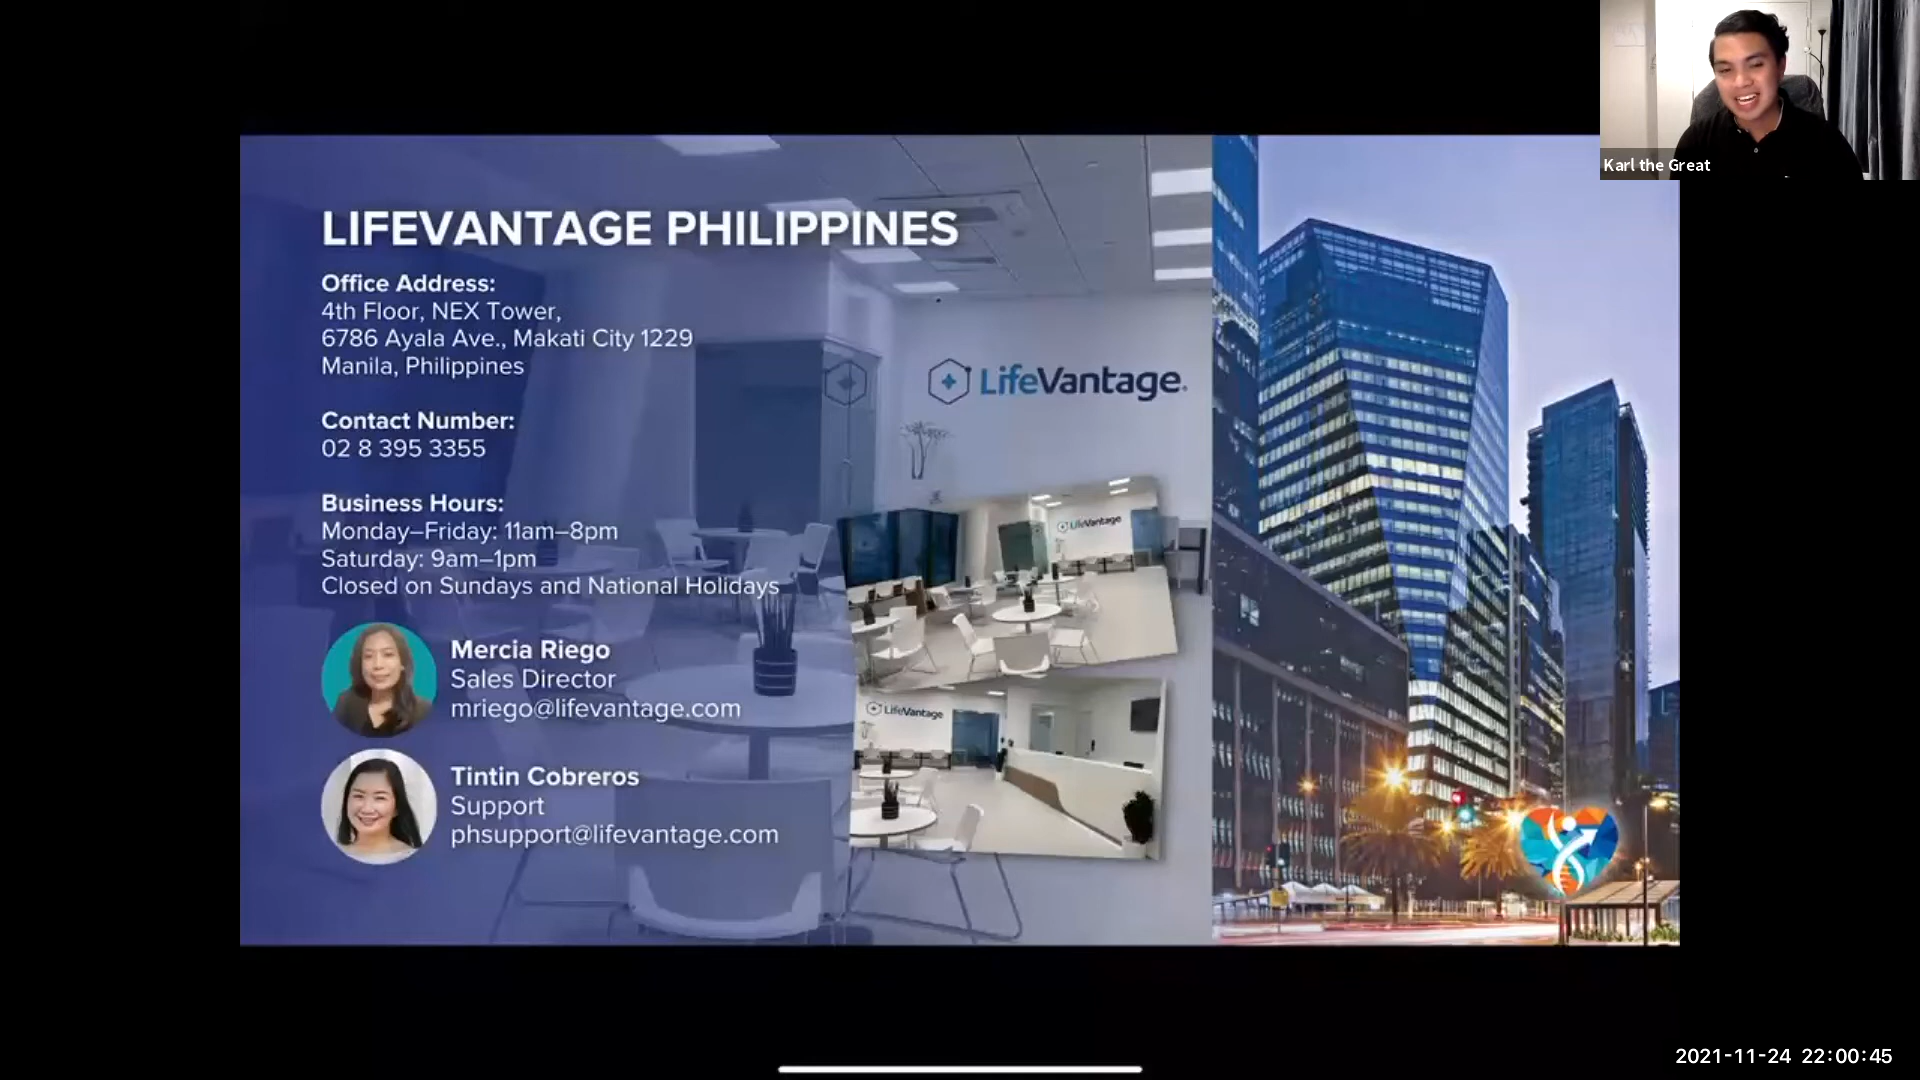 Karl the Great
LIFEVANTAGE PHILIPPINES
Office Address:
4th Floor, NEX Tower,
6786 Ayala Ave., Makati City 1229
Manila, Philippines
Contact Number:
02 8 395 3355
Business Hours:
Monday–Friday: 11am–8pm
Saturday: 9am–1pm
Closed on Sundays and National Holidays
Mercia Riego
Sales Director
mriego@lifevantage.com
Tintin Cobreros
Support
phsupport@lifevantage.com
LifeVantage
LifeVantage
LifeVantage
2021-11-24 22:00:45